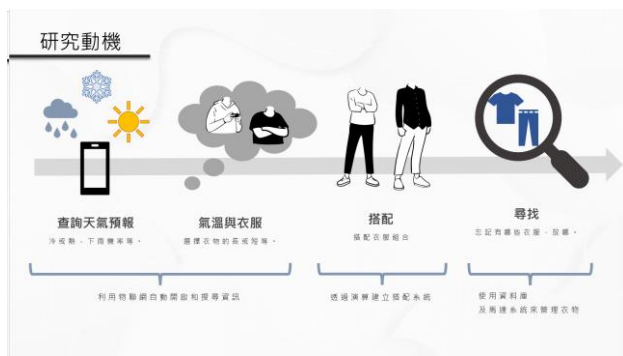 研究動機
查詢天氣預報
冷或熱、下雨機率等。
氣溫與衣服
選擇衣物的長或短等。
搭配
搭配衣服組合
尋找
忘記有哪些衣服、放哪。
利用物聯網自動開啟和搜尋資訊
透過演算建立搭配系統
使用資料庫
及馬達系統來管理衣物